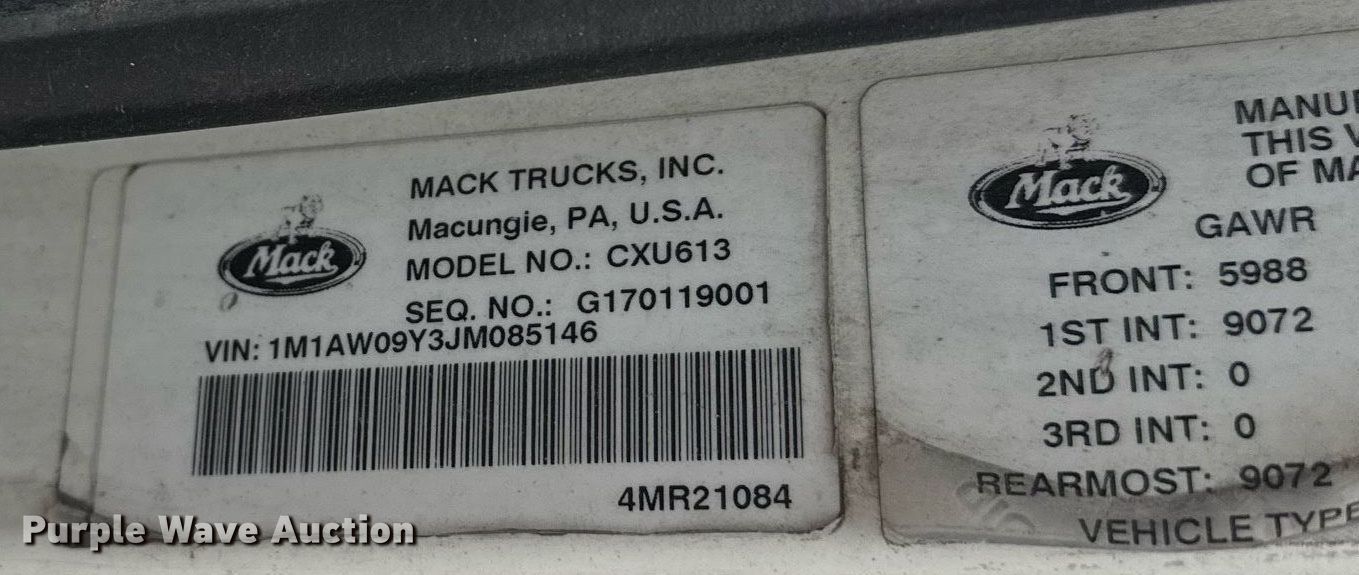 Mack
MACK TRUCKS, INC.
Macungie, PA, U.S.A.
MODEL NO.: CXU613
SEQ. NO.: G170119001
VIN: 1M1AW09Y3JM085146
4MR21084
Mack
MANU
THIS
OF MA
GAWR
FRONT: 5988
1ST INT: 9072
2ND INT: 0
3RD INT: 0
REARMOST: 9072
VEHICLE TYPE
Purple Wave Auction